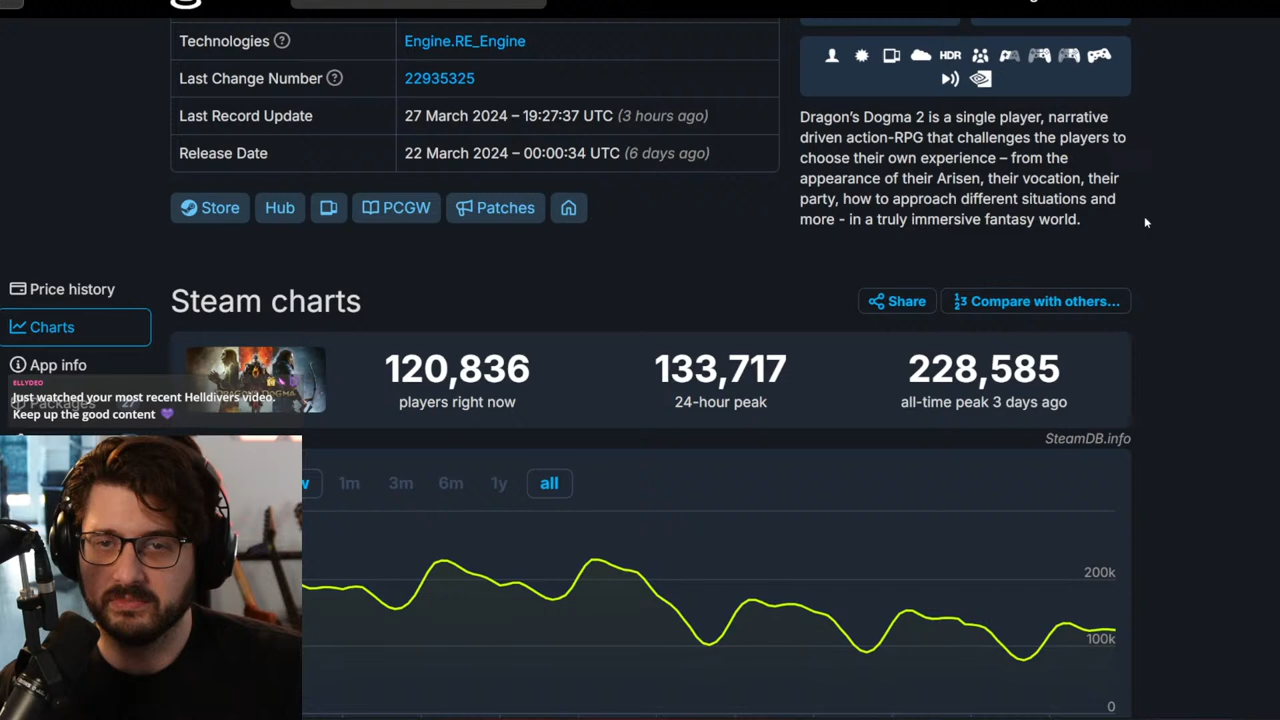 Technologies
Engine.RE_Engine
Last Change Number
22935325
Last Record Update
27 March 2024 – 19:27:37 UTC (3 hours ago)
Release Date
22 March 2024 – 00:00:34 UTC (6 days ago)
Store
Hub
PCGW
Patches
HDR
Dragon's Dogma 2 is a single player, narrative
driven action-RPG that challenges the players to
choose their own experience – from the
appearance of their Arisen, their vocation, their
party, how to approach different situations and
more - in a truly immersive fantasy world.
Price history
Charts
App info
Packages
ELLYDEO
Just watched your most recent Helldivers video.
Keep up the good content
Steam charts
Share
Compare with others...
120,836
players right now
133,717
24-hour peak
228,585
all-time peak 3 days ago
SteamDB.info
w
1m
3m
6m
1y
all
200k
100k
0